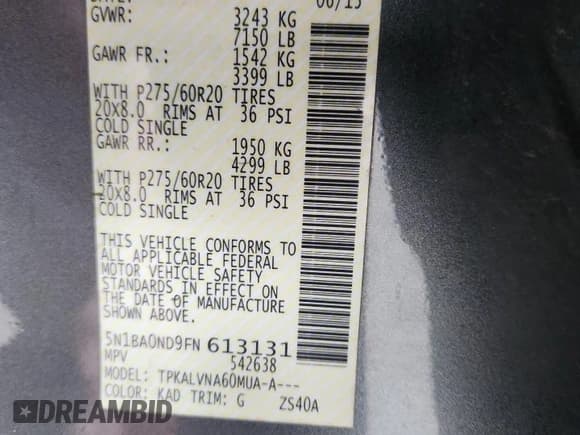 GVWR: 3243 KG
7150 LB
GAWR FR.: 1542 KG
3399 LB
WITH P275/60R20 TIRES
20X8.0 RIMS AT 36 PSI
COLD SINGLE
GAWR RR.: 1950 KG
4299 LB
WITH P275/60R20 TIRES
20X8.0 RIMS AT 36 PSI
COLD SINGLE
THIS VEHICLE CONFORMS TO
ALL APPLICABLE FEDERAL
MOTOR VEHICLE SAFETY
STANDARDS IN EFFECT ON
THE DATE OF MANUFACTURE
SHOWN ABOVE.
5N1BA0ND9FN 613131
MPV 542638
MODEL: TPKALVNA60MUA-A---
COLOR: KAD TRIM: G ZS40A
DREAMBID